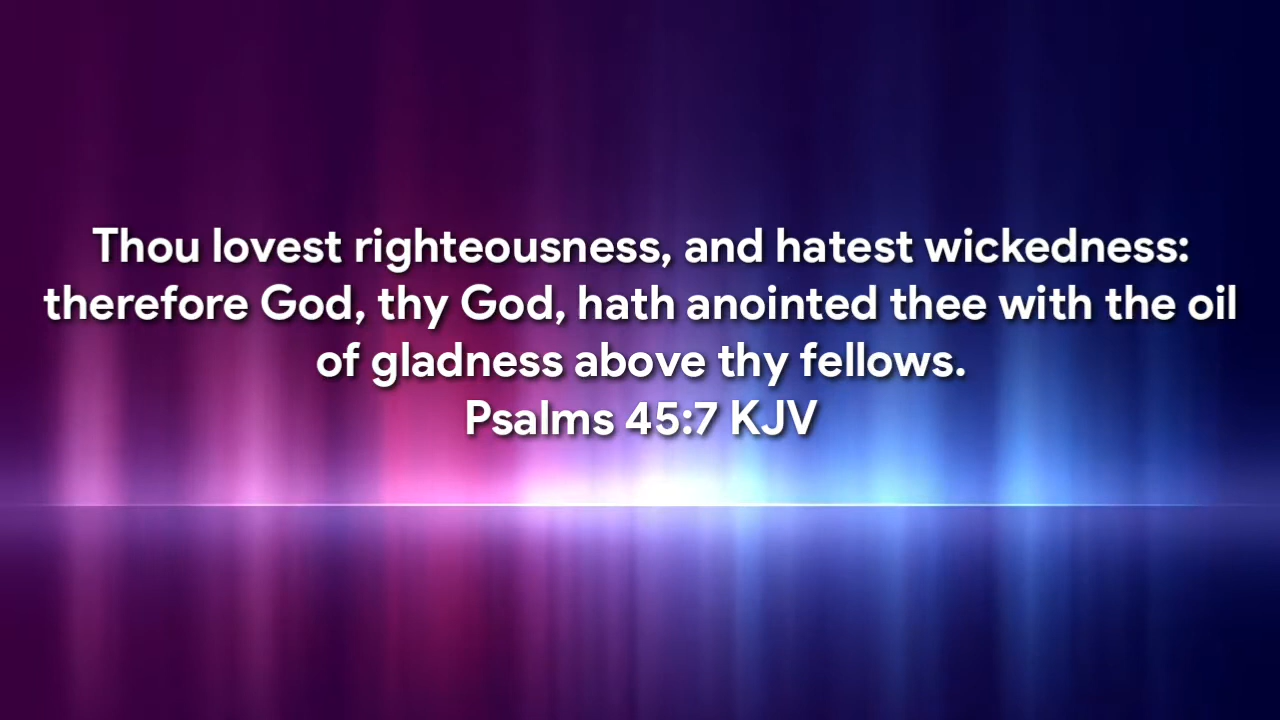 Thou lovest righteousness, and hatest wickedness:
therefore God, thy God, hath anointed thee with the oil
of gladness above thy fellows.
Psalms 45:7 KJV